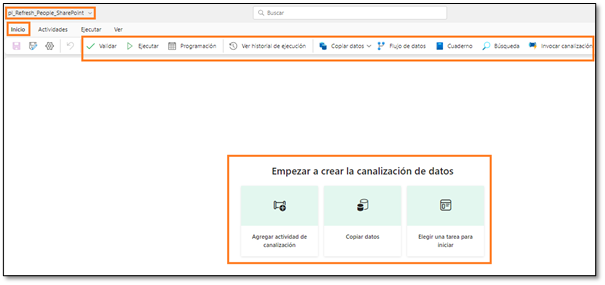 pl_Refresh_People_SharePoint
Buscar
Inicio Actividades Ejecutar Ver
Validar Ejecutar Programación Ver historial de ejecución Copiar datos Flujo de datos Cuaderno Búsqueda Invocar canalización
Empezar a crear la canalización de datos
Agregar actividad de canalización
Copiar datos
Elegir una tarea para iniciar